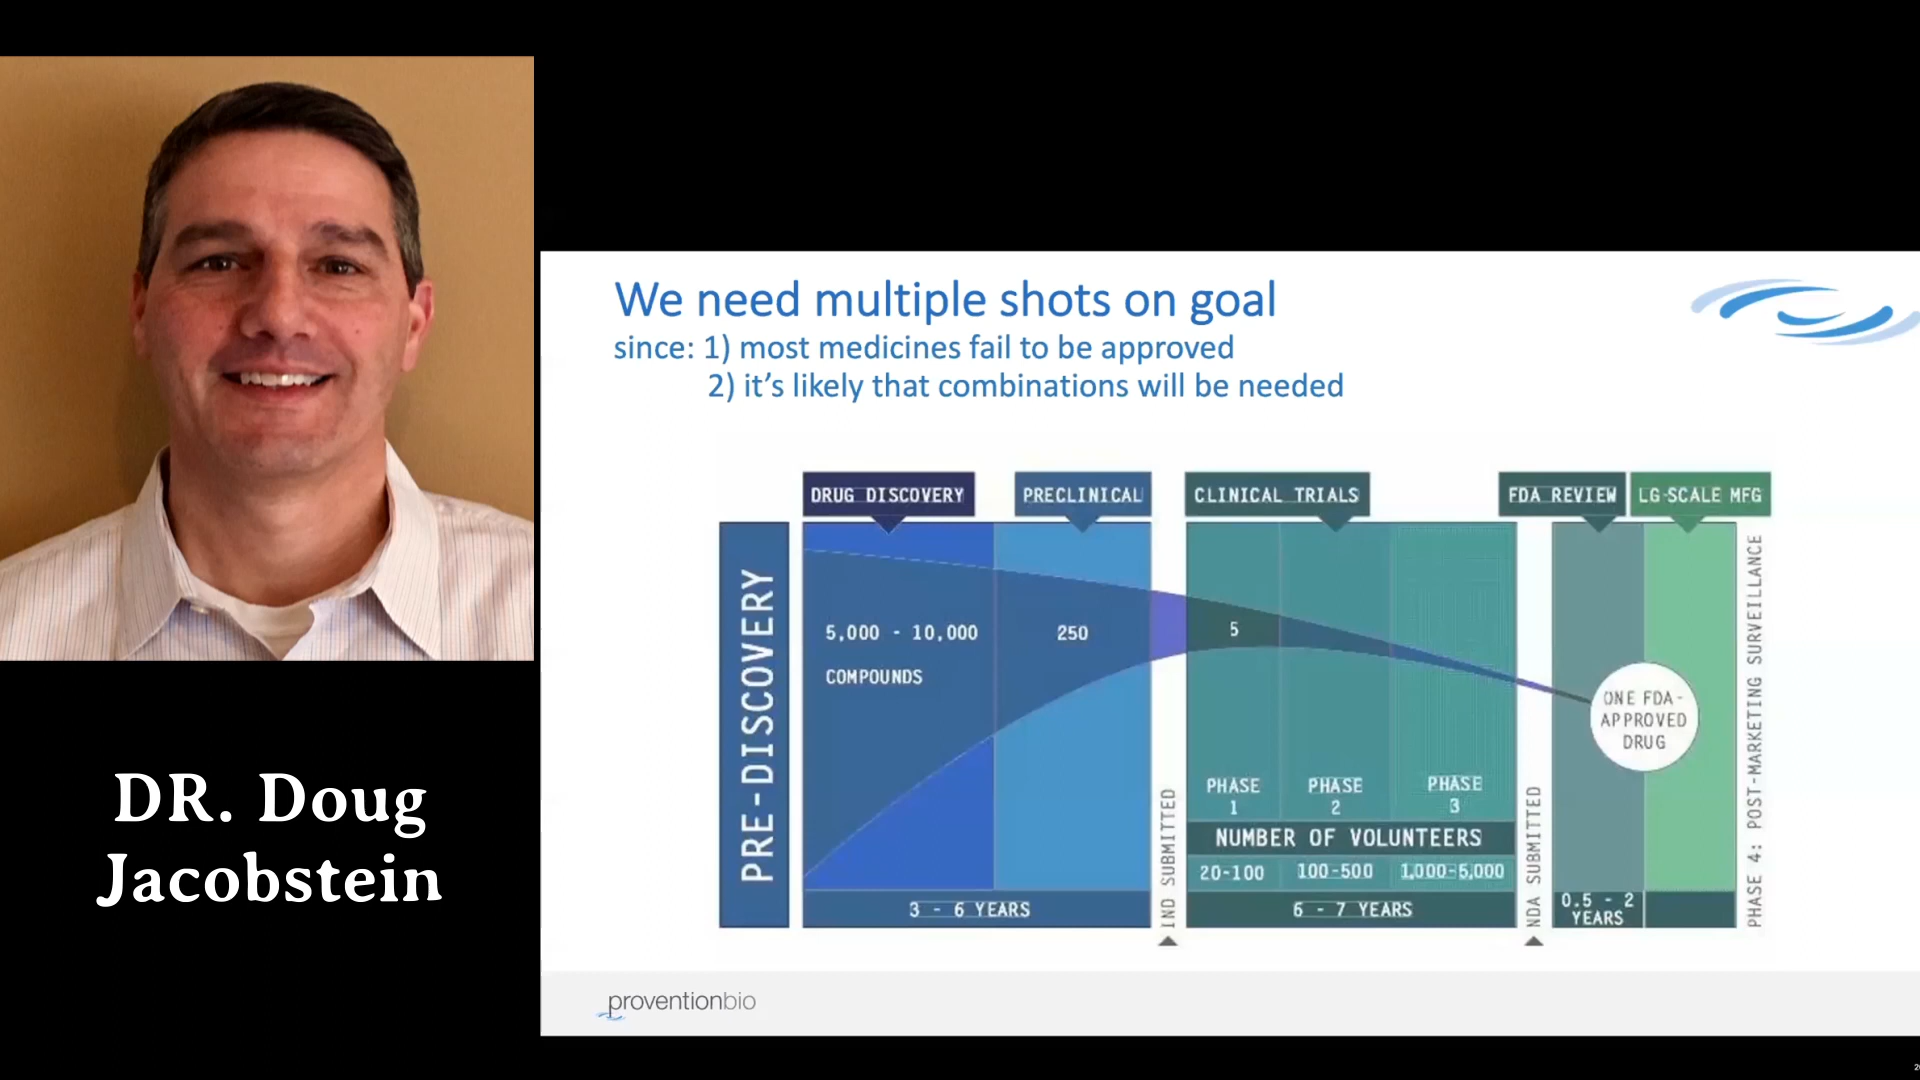 DR. Doug
Jacobstein
We need multiple shots on goal
since: 1) most medicines fail to be approved
2) it's likely that combinations will be needed
DRUG DISCOVERY
PRECLINICAL
CLINICAL TRIALS
FDA REVIEW
LG-SCALE MFG
PRE-DISCOVERY
5,000 - 10,000
COMPOUNDS
250
5
ONE FDA-
APPROVED
DRUG
PHASE
1
PHASE
2
PHASE
3
NUMBER OF VOLUNTEERS
20-100
100-500
1,000-5,000
3 - 6 YEARS
IND SUBMITTED
6 - 7 YEARS
NDA SUBMITTED
0.5 - 2
YEARS
PHASE 4: POST-MARKETING SURVEILLANCE
proventionbio